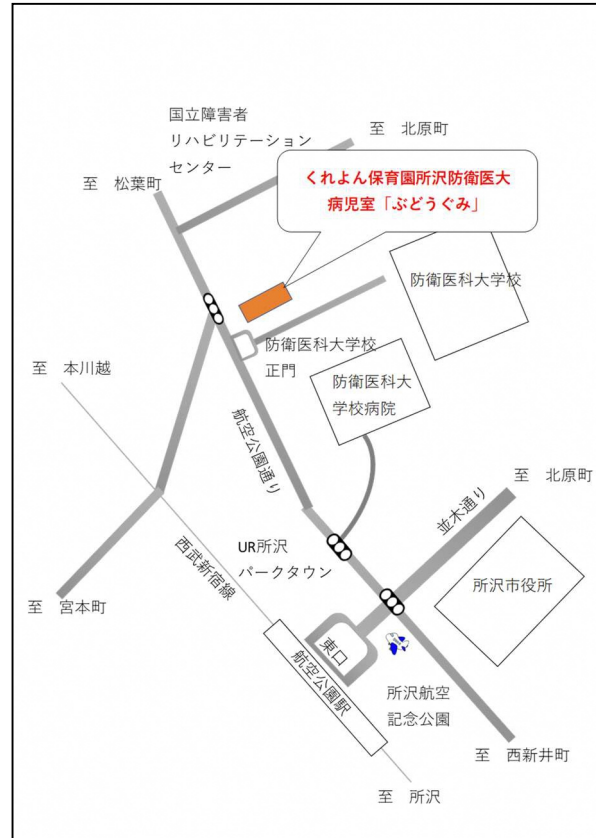 国立障害者
リハビリテーション
センター
至　北原町
至　松葉町
くれよん保育園所沢防衛医大
病児室「ぶどうぐみ」
防衛医科大学校
防衛医科大学校
正門
至　本川越
防衛医科大
学校病院
航空公園通り
至　北原町
並木通り
UR所沢
パークタウン
西武新宿線
所沢市役所
至　宮本町
東口
航空公園駅
所沢航空
記念公園
至　西新井町
至　所沢